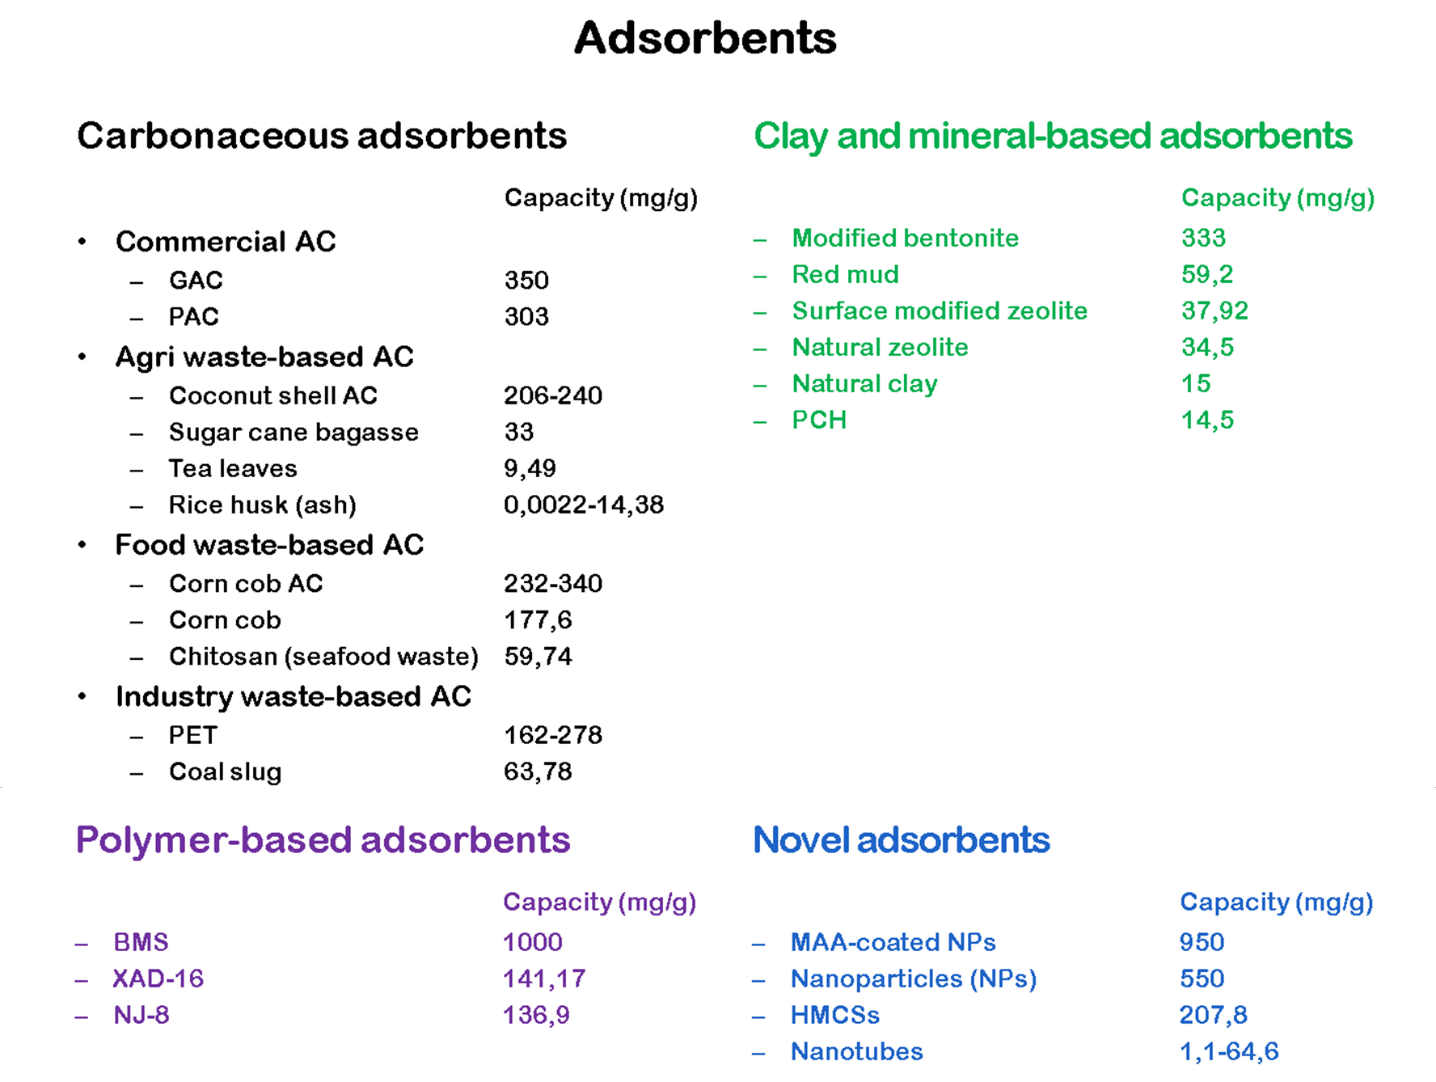 Adsorbents
Carbonaceous adsorbents
Capacity (mg/g)
• Commercial AC
– GAC 350
– PAC 303
• Agri waste-based AC
– Coconut shell AC 206-240
– Sugar cane bagasse 33
– Tea leaves 9,49
– Rice husk (ash) 0,0022-14,38
• Food waste-based AC
– Corn cob AC 232-340
– Corn cob 177,6
– Chitosan (seafood waste) 59,74
• Industry waste-based AC
– PET 162-278
– Coal slug 63,78
Clay and mineral-based adsorbents
Capacity (mg/g)
– Modified bentonite 333
– Red mud 59,2
– Surface modified zeolite 37,92
– Natural zeolite 34,5
– Natural clay 15
– PCH 14,5
Polymer-based adsorbents
Capacity (mg/g)
– BMS 1000
– XAD-16 141,17
– NJ-8 136,9
Novel adsorbents
Capacity (mg/g)
– MAA-coated NPs 950
– Nanoparticles (NPs) 550
– HMCSs 207,8
– Nanotubes 1,1-64,6